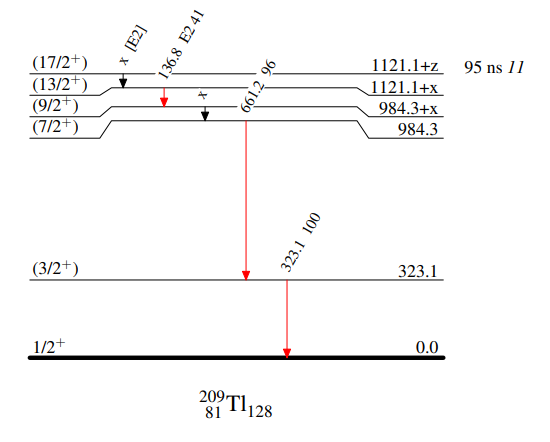 x [E2]
136.8 E2 41
x
661.2 96
(17/2⁺) 1121.1+z 95 ns 11
(13/2⁺) 1121.1+x
(9/2⁺) 984.3+x
(7/2⁺) 984.3
323.1 100
(3/2⁺) 323.1
1/2⁺ 0.0
²⁰⁹₈₁Tl₁₂₈